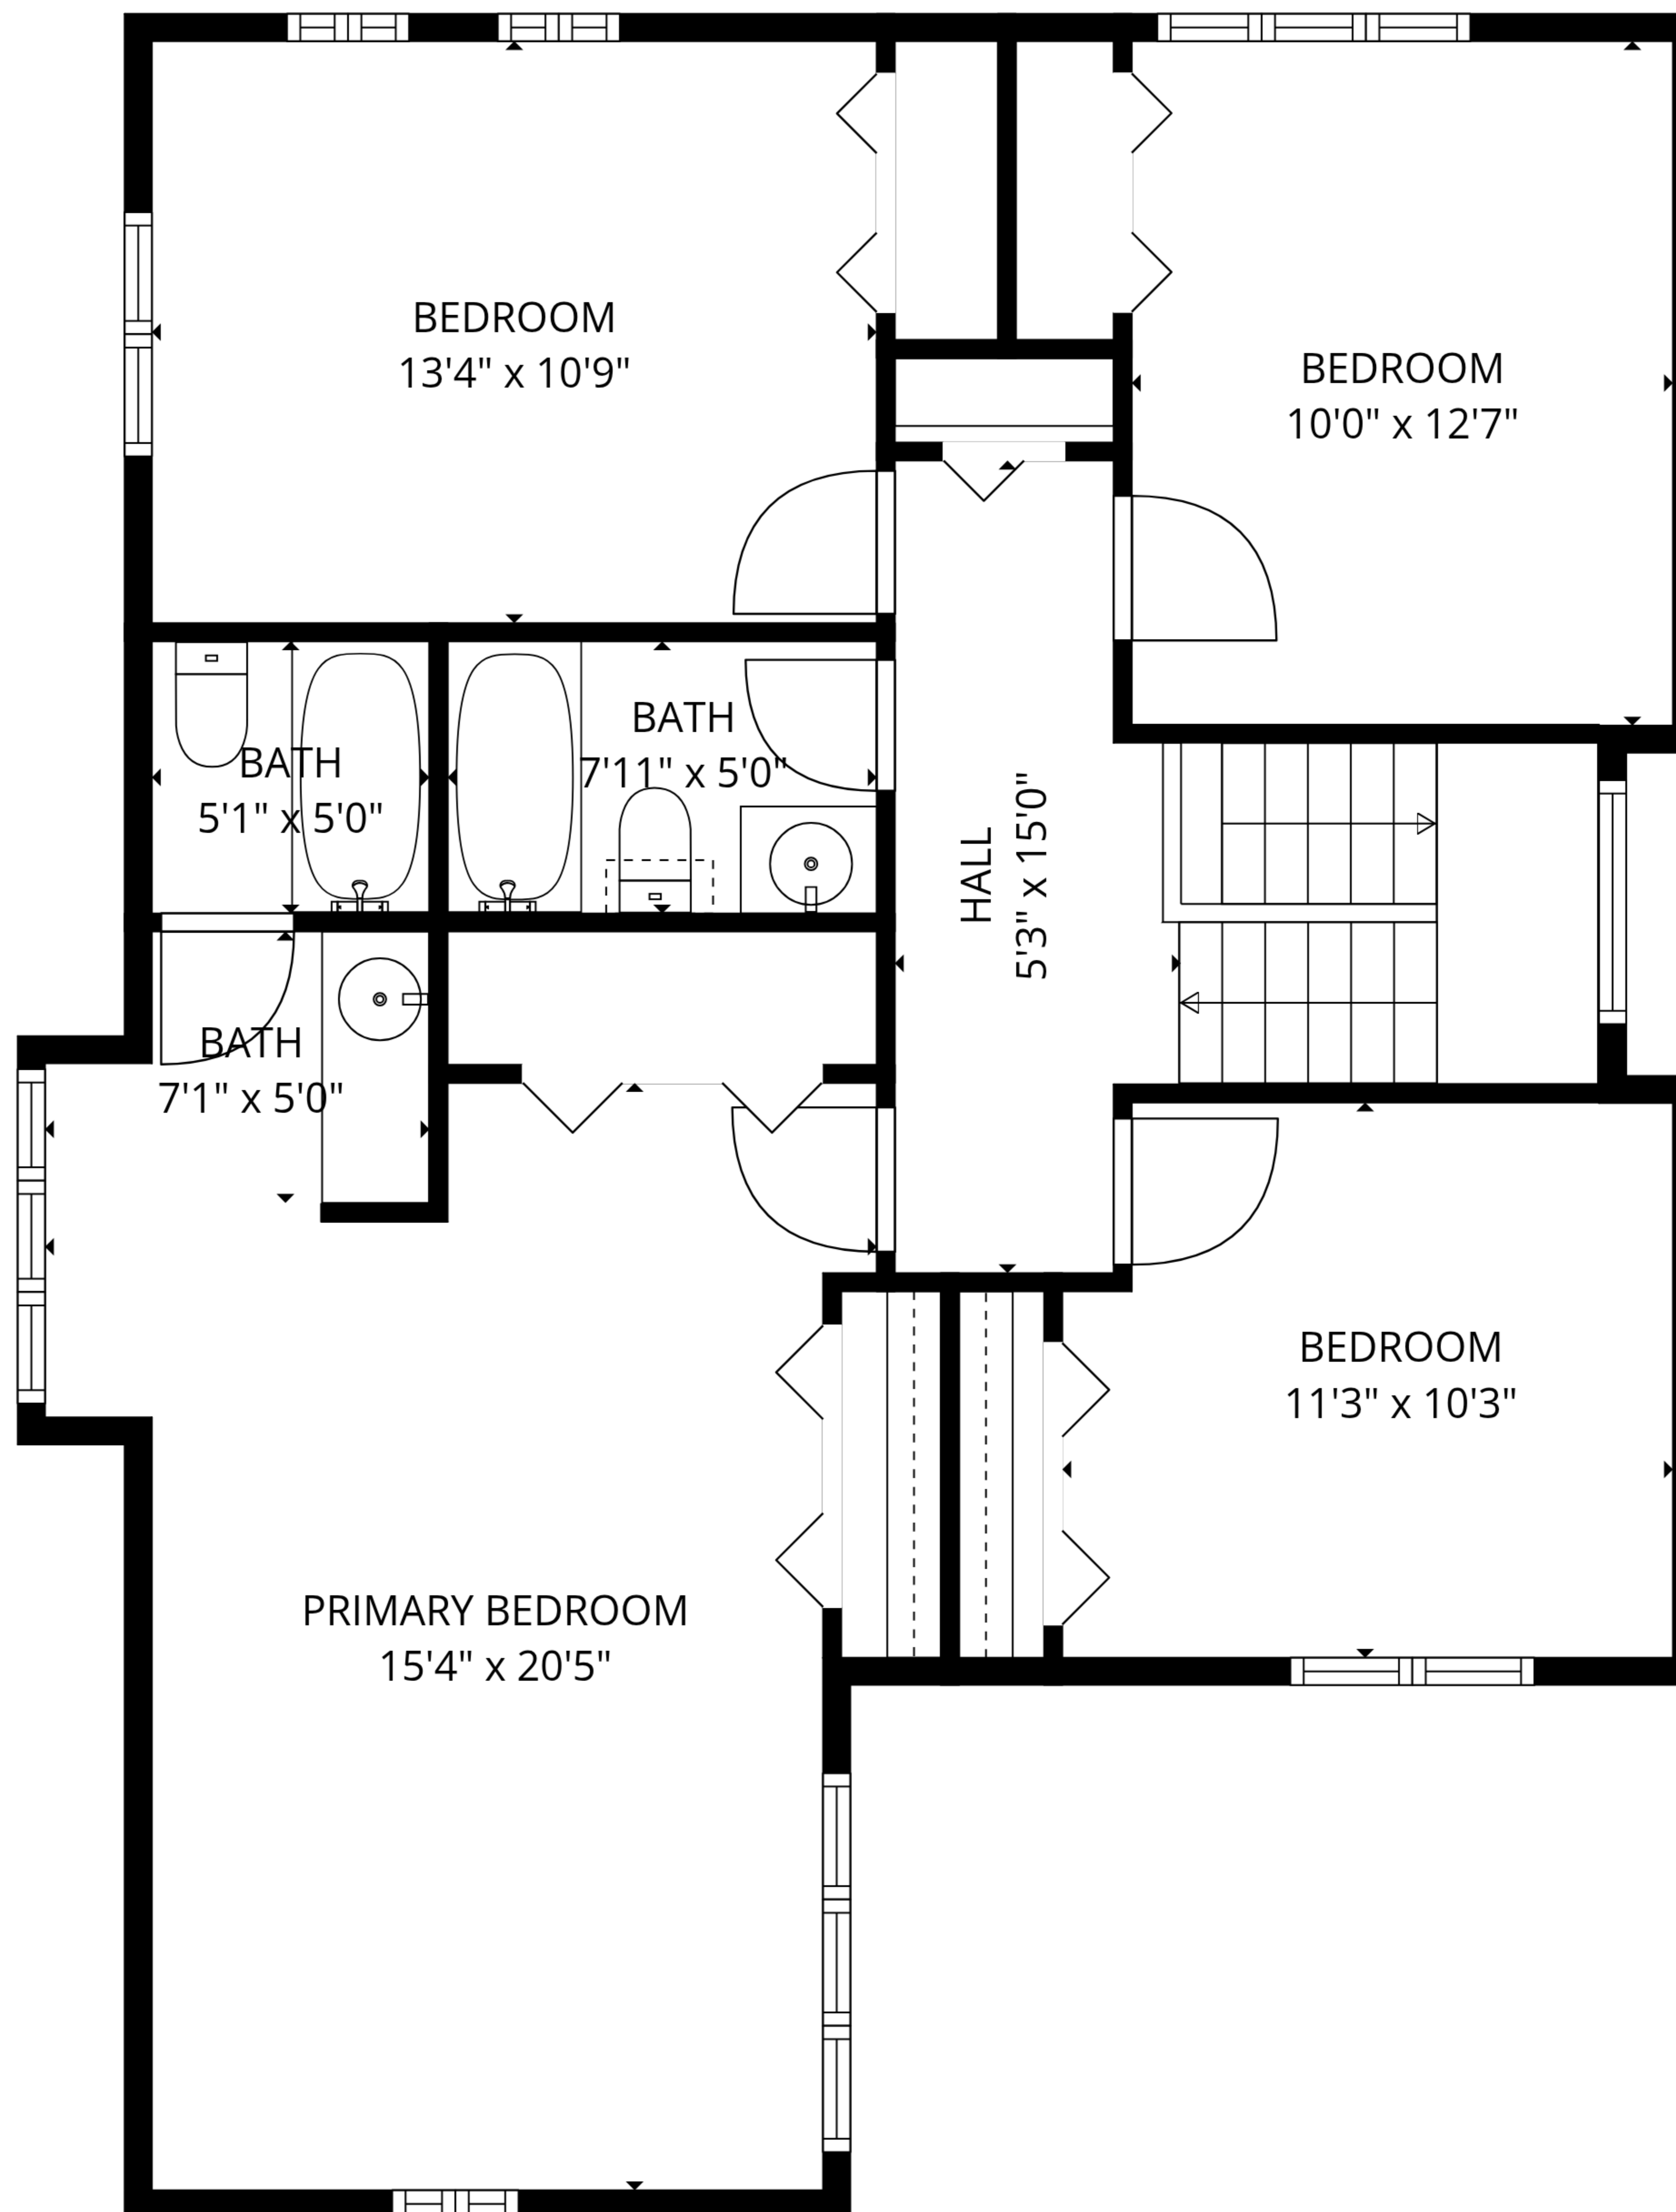 BEDROOM
13'4" x 10'9"
BEDROOM
10'0" x 12'7"
BATH
7'11" x 5'0"
BATH
5'1" x 5'0"
HALL
5'3" x 15'0"
BATH
7'1" x 5'0"
BEDROOM
11'3" x 10'3"
PRIMARY BEDROOM
15'4" x 20'5"